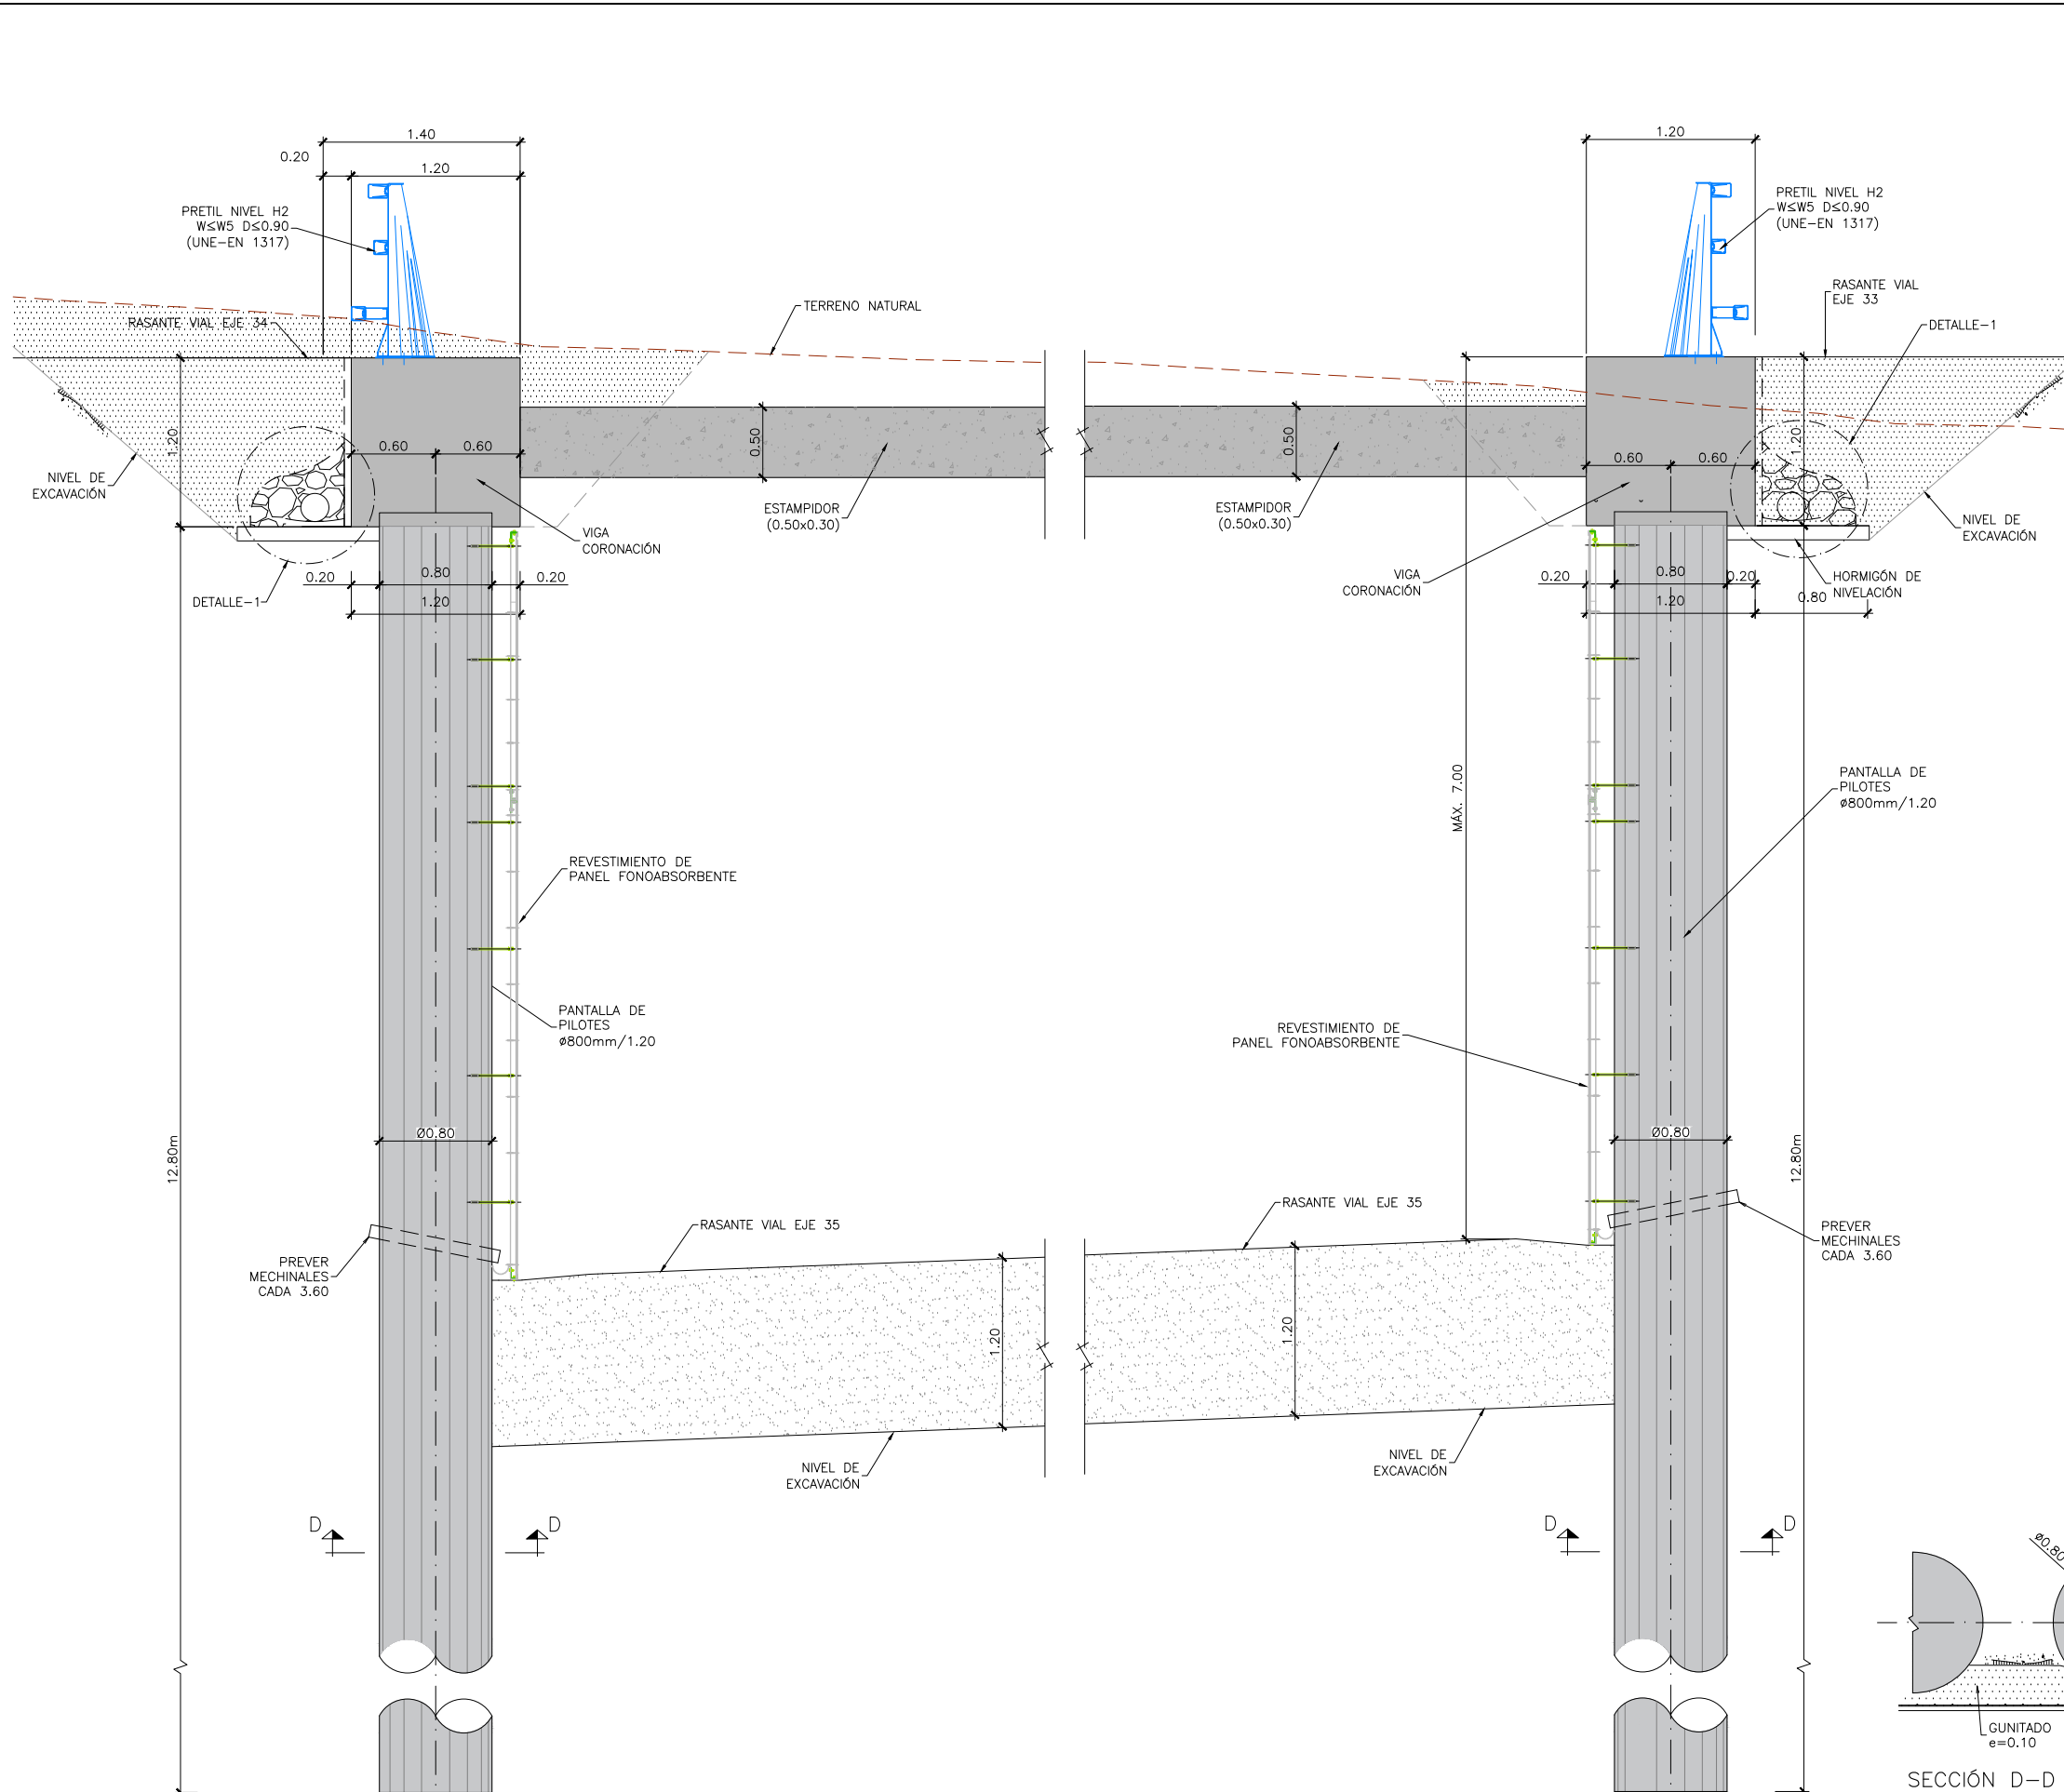 1.40
0.20
1.20
PRETIL NIVEL H2
W≤W5 D≤0.90
(UNE-EN 1317)
RASANTE VIAL EJE 34
TERRENO NATURAL
1.20
PRETIL NIVEL H2
W≤W5 D≤0.90
(UNE-EN 1317)
RASANTE VIAL
EJE 33
DETALLE-1
1.20
0.60
0.60
0.50
0.50
0.60
0.60
1.20
NIVEL DE
EXCAVACIÓN
ESTAMPIDOR
(0.50x0.30)
ESTAMPIDOR
(0.50x0.30)
VIGA
CORONACIÓN
NIVEL DE
EXCAVACIÓN
0.20
0.80
0.20
1.20
DETALLE-1
VIGA
CORONACIÓN
0.20
0.80
0.20
1.20
0.80
HORMIGÓN DE
NIVELACIÓN
MÁX. 7.00
PANTALLA DE
PILOTES
ø800mm/1.20
REVESTIMIENTO DE
PANEL FONOABSORBENTE
PANTALLA DE
PILOTES
ø800mm/1.20
REVESTIMIENTO DE
PANEL FONOABSORBENTE
12.80m
Ø0.80
Ø0.80
12.80m
RASANTE VIAL EJE 35
RASANTE VIAL EJE 35
PREVER
MECHINALES
CADA 3.60
PREVER
MECHINALES
CADA 3.60
1.20
1.20
NIVEL DE
EXCAVACIÓN
NIVEL DE
EXCAVACIÓN
D
D
D
D
ø0.80
GUNITADO
e=0.10
SECCIÓN D-D